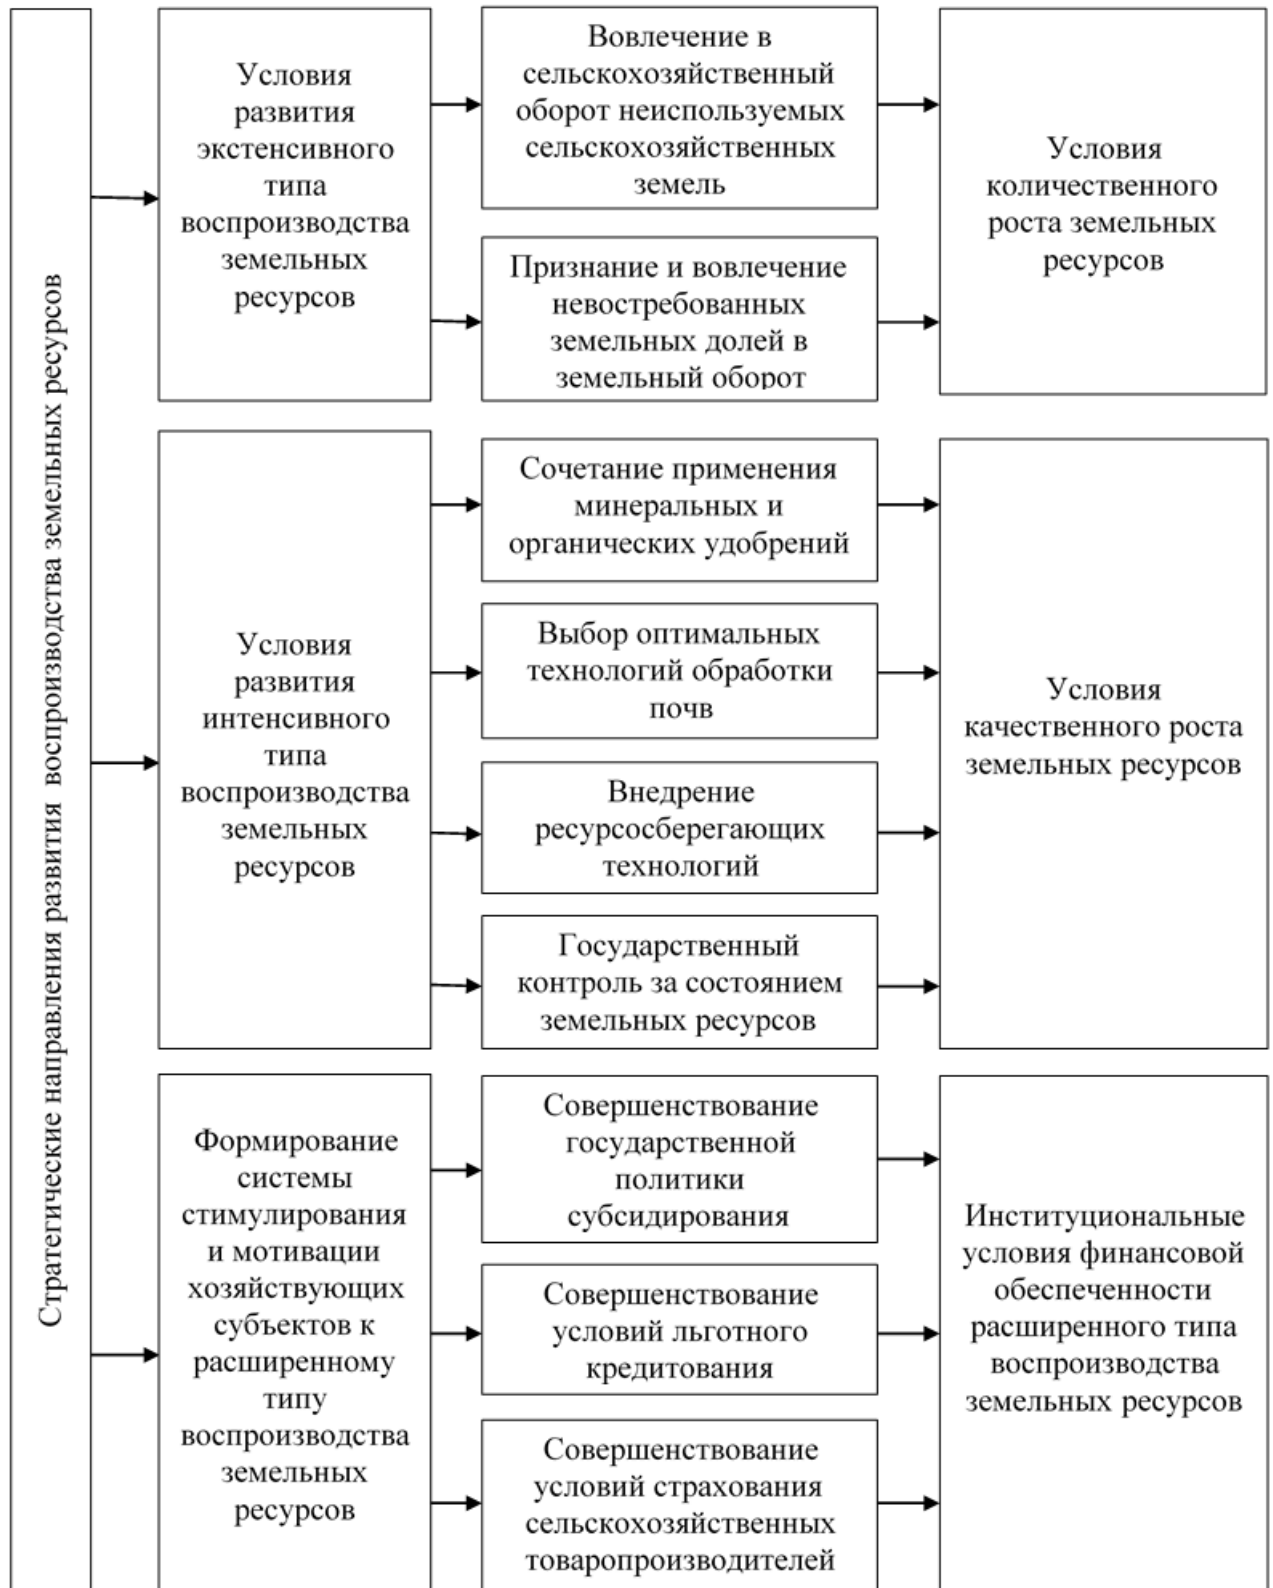 Стратегические направления развития воспроизводства земельных ресурсов
Условия
развития
экстенсивного
типа
воспроизводства
земельных
ресурсов
Вовлечение в
сельскохозяйственный
оборот неиспользуемых
сельскохозяйственных
земель
Признание и вовлечение
невостребованных
земельных долей в
земельный оборот
Условия
количественного
роста земельных
ресурсов
Условия
развития
интенсивного
типа
воспроизводства
земельных
ресурсов
Сочетание применения
минеральных и
органических удобрений
Выбор оптимальных
технологий обработки
почв
Внедрение
ресурсосберегающих
технологий
Государственный
контроль за состоянием
земельных ресурсов
Условия
качественного роста
земельных ресурсов
Формирование
системы
стимулирования
и мотивации
хозяйствующих
субъектов к
расширенному
типу
воспроизводства
земельных
ресурсов
Совершенствование
государственной
политики
субсидирования
Совершенствование
условий льготного
кредитования
Совершенствование
условий страхования
сельскохозяйственных
товаропроизводителей
Институциональные
условия финансовой
обеспеченности
расширенного типа
воспроизводства
земельных ресурсов